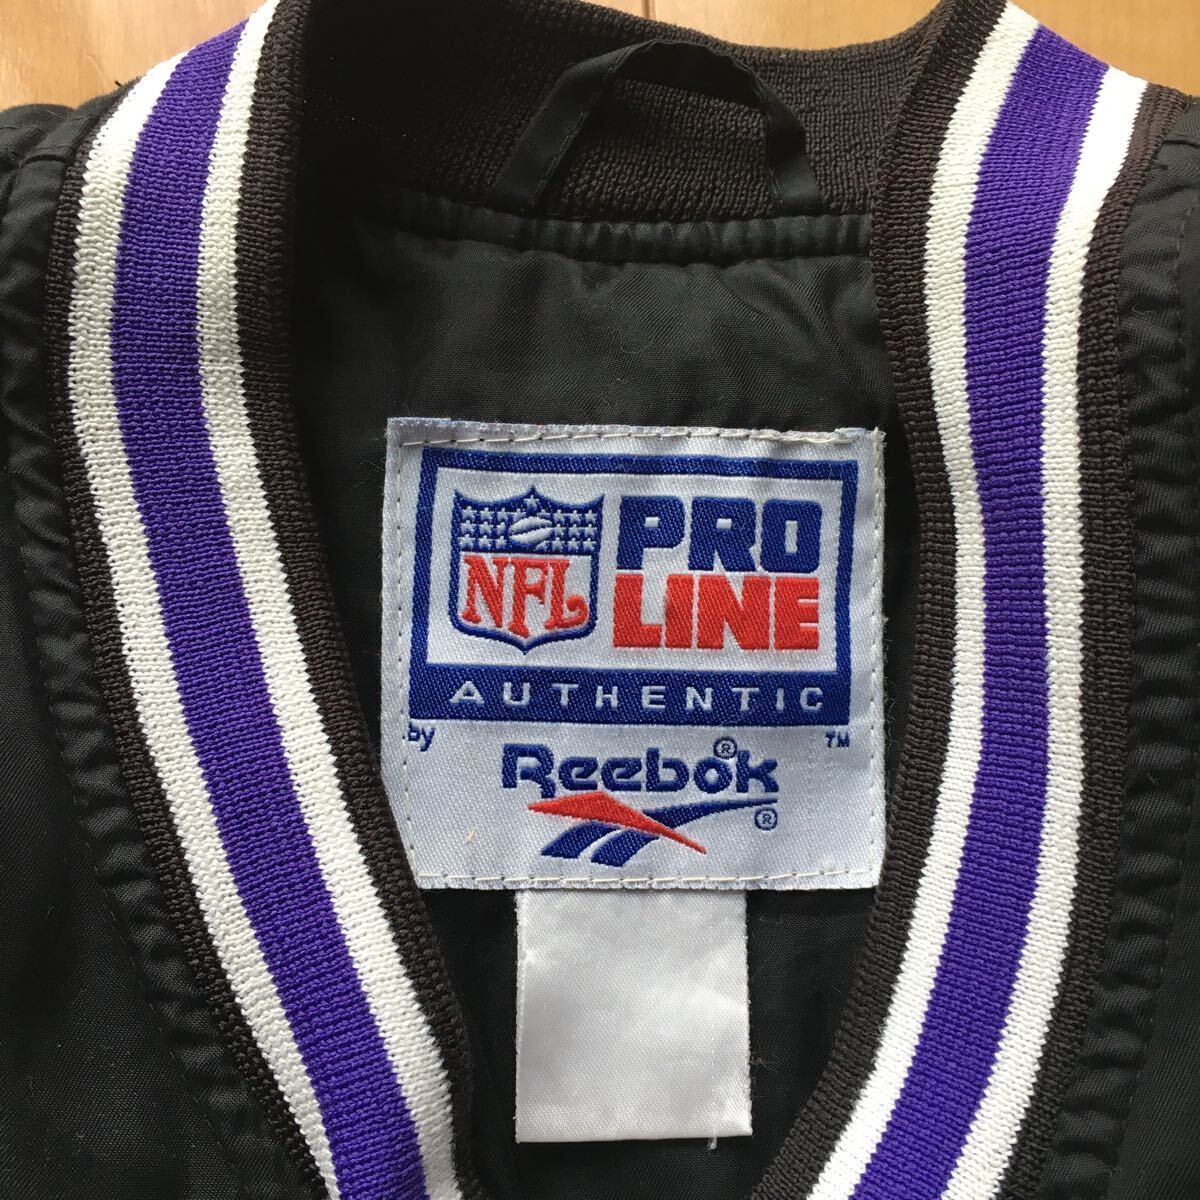 NFL
PRO
LINE
AUTHENTIC
by
TM
Reebok®
®